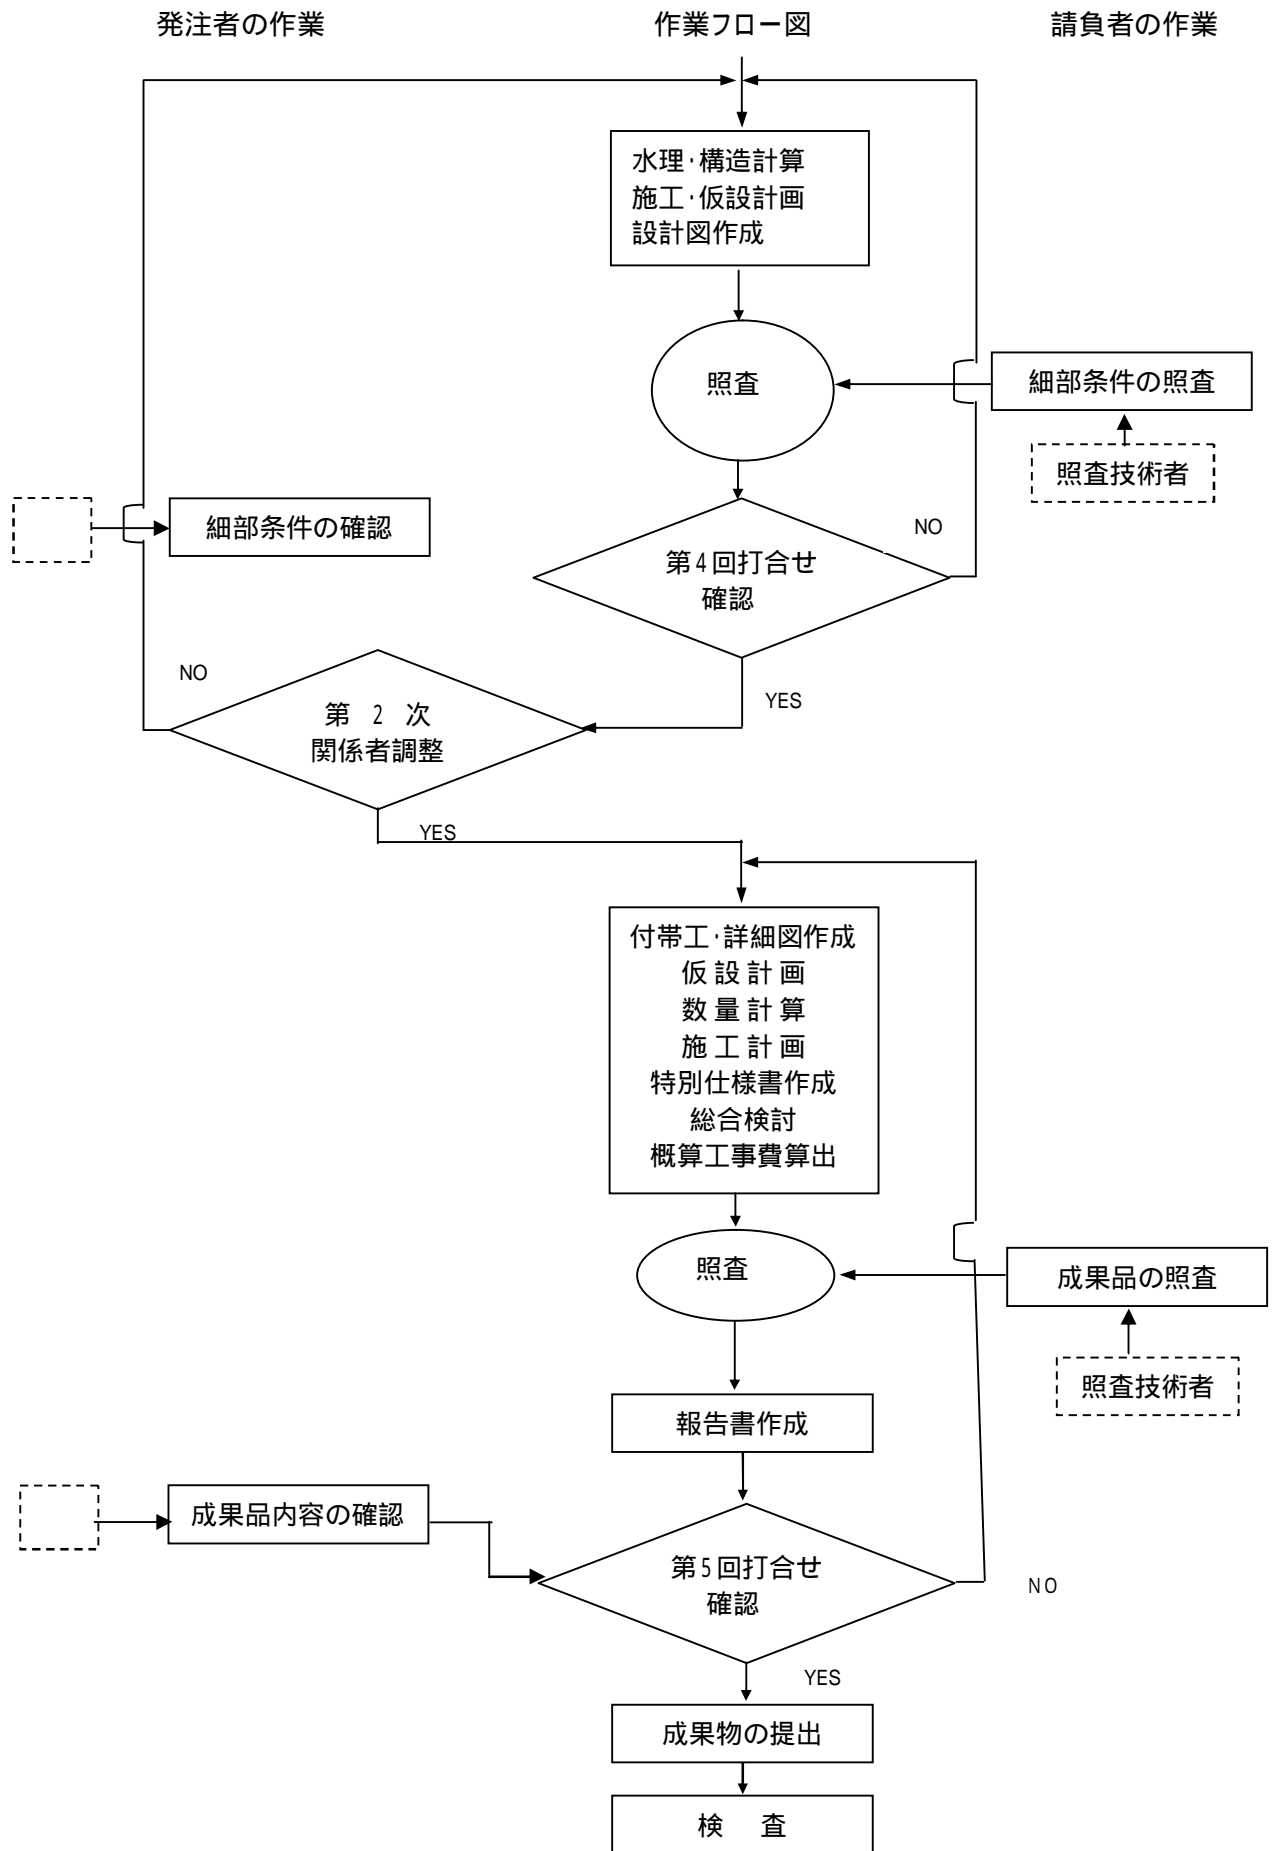 発注者の作業
作業フロー図
請負者の作業
水理・構造計算
施工・仮設計画
設計図作成
照査
細部条件の照査
照査技術者
細部条件の確認
NO
第4回打合せ
確認
NO
YES
第 2 次
関係者調整
YES
付帯工・詳細図作成
仮設計画
数量計算
施工計画
特別仕様書作成
総合検討
概算工事費算出
照査
成果品の照査
照査技術者
報告書作成
成果品内容の確認
第5回打合せ
確認
NO
YES
成果物の提出
検 査